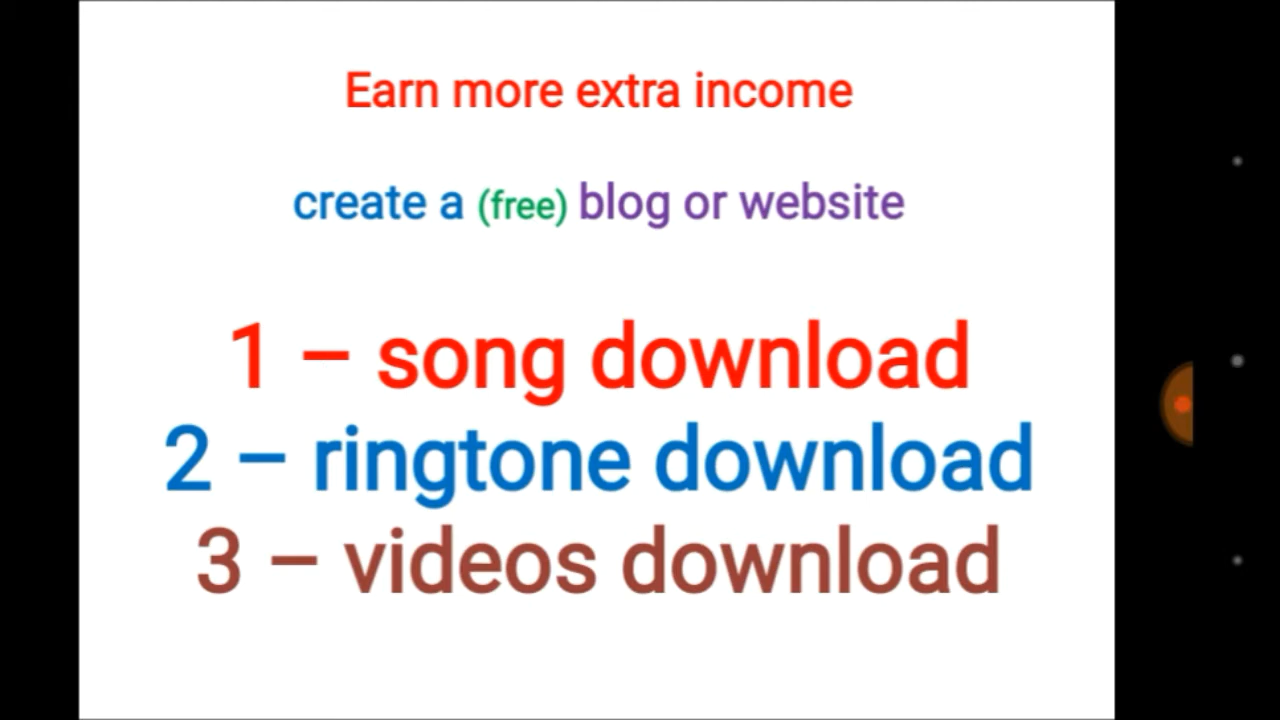 Earn more extra income
create a (free) blog or website
1 – song download
2 – ringtone download
3 – videos download